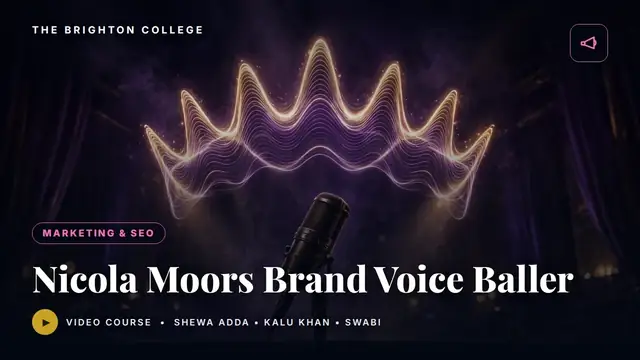 THE BRIGHTON COLLEGE
MARKETING & SEO
Nicola Moors Brand Voice Baller
VIDEO COURSE • SHEWA ADDA • KALU KHAN • SWABI